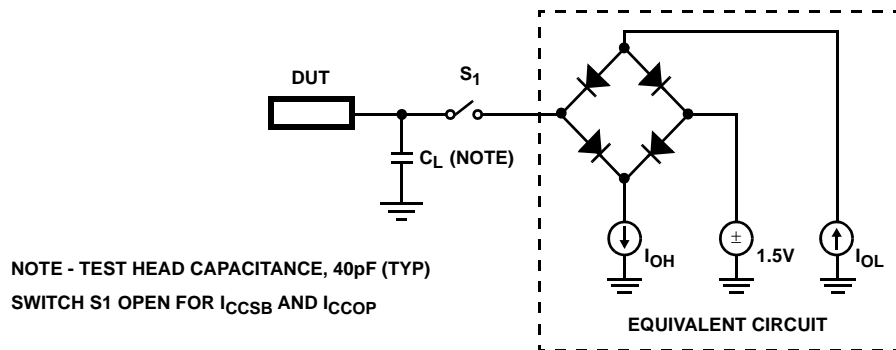 DUT
S1
CL (NOTE)
IOH
±
1.5V
IOL
NOTE - TEST HEAD CAPACITANCE, 40pF (TYP)
SWITCH S1 OPEN FOR ICCSB AND ICCOP
EQUIVALENT CIRCUIT